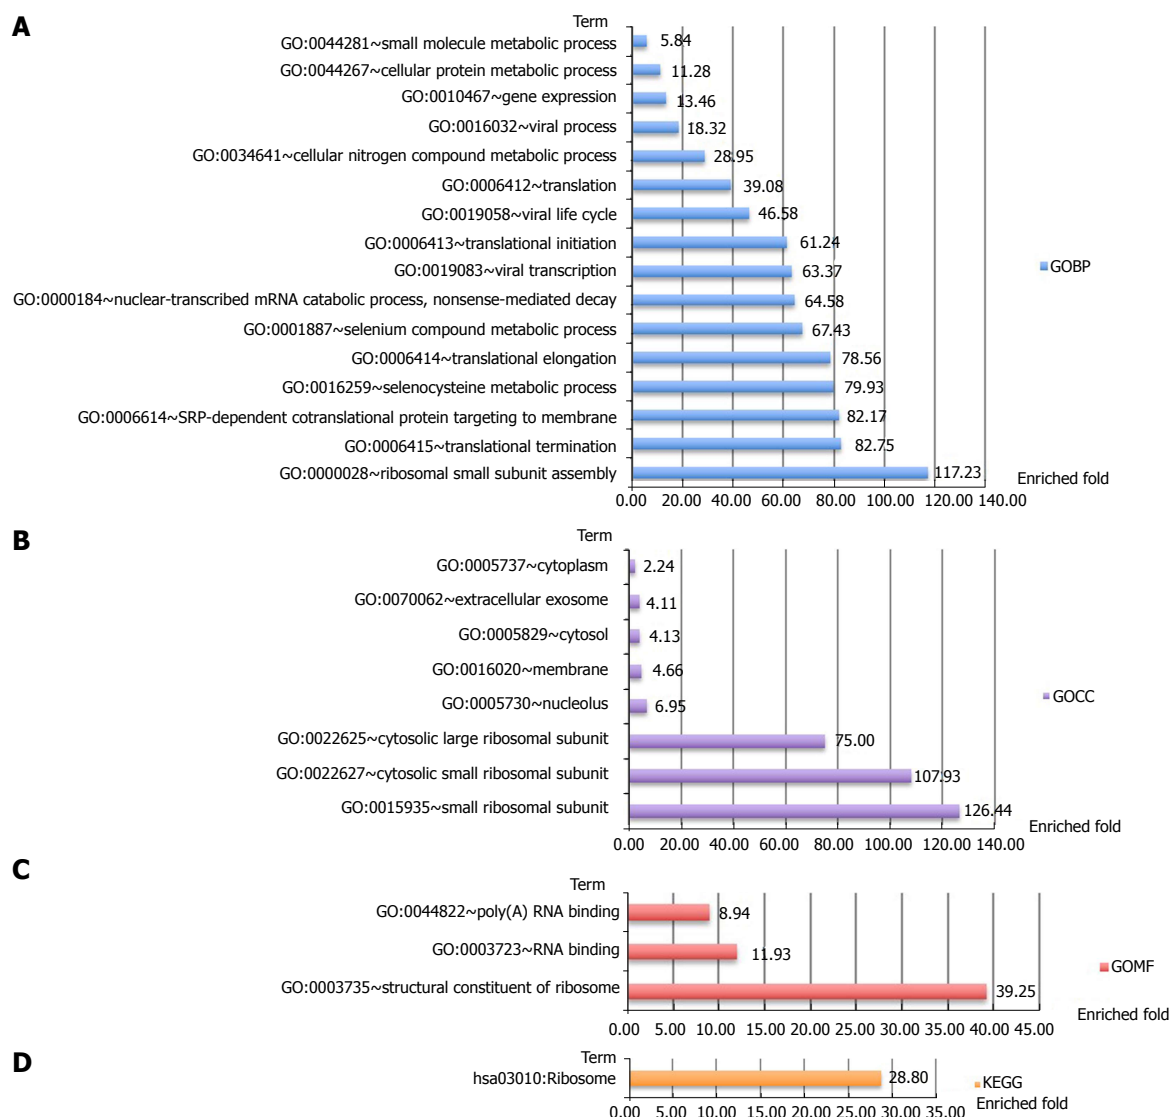 A
Term
GO:0044281~small molecule metabolic process 5.84
GO:0044267~cellular protein metabolic process 11.28
GO:0010467~gene expression 13.46
GO:0016032~viral process 18.32
GO:0034641~cellular nitrogen compound metabolic process 28.95
GO:0006412~translation 39.08
GO:0019058~viral life cycle 46.58
GO:0006413~translational initiation 61.24
GO:0019083~viral transcription 63.37
GOBP
GO:0000184~nuclear-transcribed mRNA catabolic process, nonsense-mediated decay 64.58
GO:0001887~selenium compound metabolic process 67.43
GO:0006414~translational elongation 78.56
GO:0016259~selenocysteine metabolic process 79.93
GO:0006614~SRP-dependent cotranslational protein targeting to membrane 82.17
GO:0006415~translational termination 82.75
GO:0000028~ribosomal small subunit assembly 117.23
Enriched fold
0.00 20.00 40.00 60.00 80.00 100.00 120.00 140.00
B
Term
GO:0005737~cytoplasm 2.24
GO:0070062~extracellular exosome 4.11
GO:0005829~cytosol 4.13
GO:0016020~membrane 4.66
GO:0005730~nucleolus 6.95
GOCC
GO:0022625~cytosolic large ribosomal subunit 75.00
GO:0022627~cytosolic small ribosomal subunit 107.93
GO:0015935~small ribosomal subunit 126.44
Enriched fold
0.00 20.00 40.00 60.00 80.00 100.00 120.00 140.00
C
Term
GO:0044822~poly(A) RNA binding 8.94
GO:0003723~RNA binding 11.93
GOMF
GO:0003735~structural constituent of ribosome 39.25
Enriched fold
0.00 5.00 10.00 15.00 20.00 25.00 30.00 35.00 40.00 45.00
D
Term
hsa03010:Ribosome 28.80
KEGG
Enriched fold
0.00 5.00 10.00 15.00 20.00 25.00 30.00 35.00